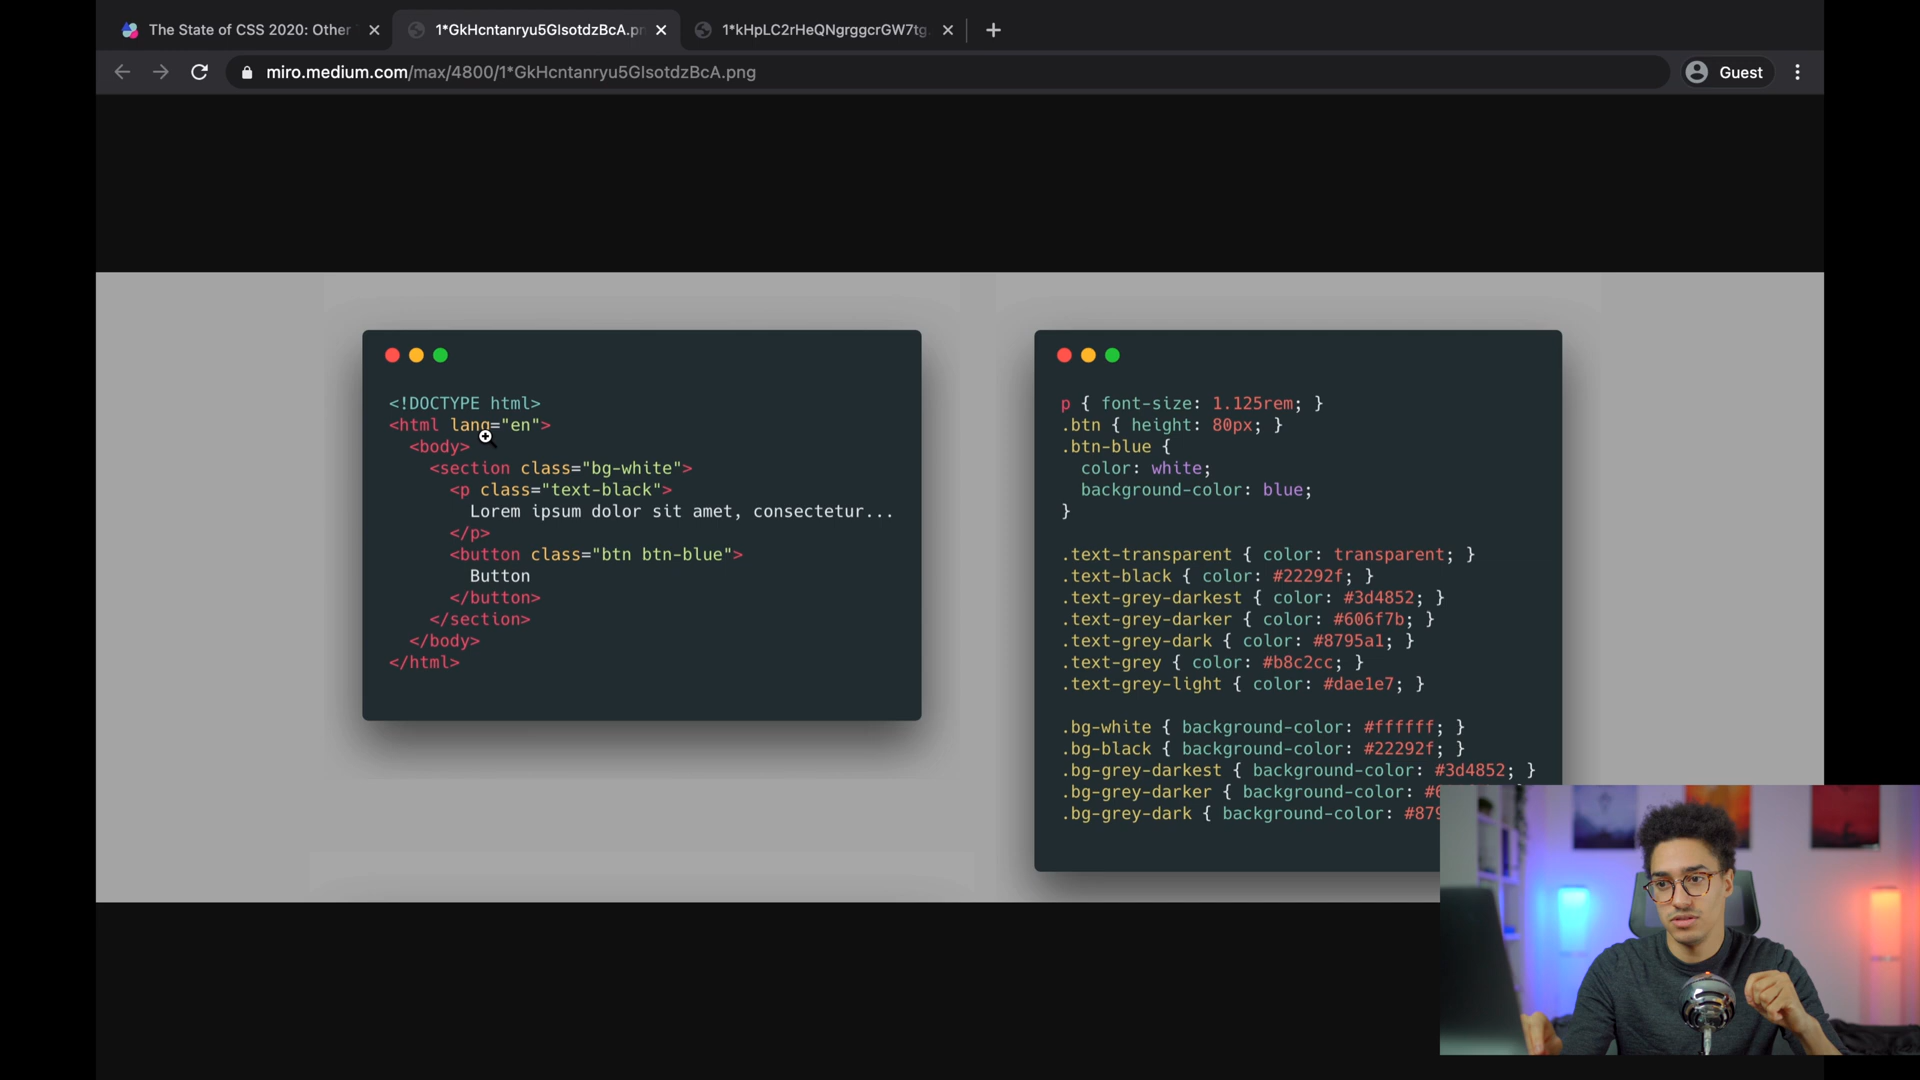 The State of CSS 2020: Other
1*GkHcntanryu5GIsotdzBcA.pn
1*kHpLC2rHeQNgrggcrGW7tg.
miro.medium.com/max/4800/1*GkHcntanryu5GIsotdzBcA.png
Guest
<!DOCTYPE html>
<html lang="en">
<body>
<section class="bg-white">
<p class="text-black">
Lorem ipsum dolor sit amet, consectetur...
</p>
<button class="btn btn-blue">
Button
</button>
</section>
</body>
</html>
p { font-size: 1.125rem; }
.btn { height: 80px; }
.btn-blue {
color: white;
background-color: blue;
}
.text-transparent { color: transparent; }
.text-black { color: #22292f; }
.text-grey-darkest { color: #3d4852; }
.text-grey-darker { color: #606f7b; }
.text-grey-dark { color: #8795a1; }
.text-grey { color: #b8c2cc; }
.text-grey-light { color: #dae1e7; }
.bg-white { background-color: #ffffff; }
.bg-black { background-color: #22292f; }
.bg-grey-darkest { background-color: #3d4852; }
.bg-grey-darker { background-color:
.bg-grey-dark { background-color: #879